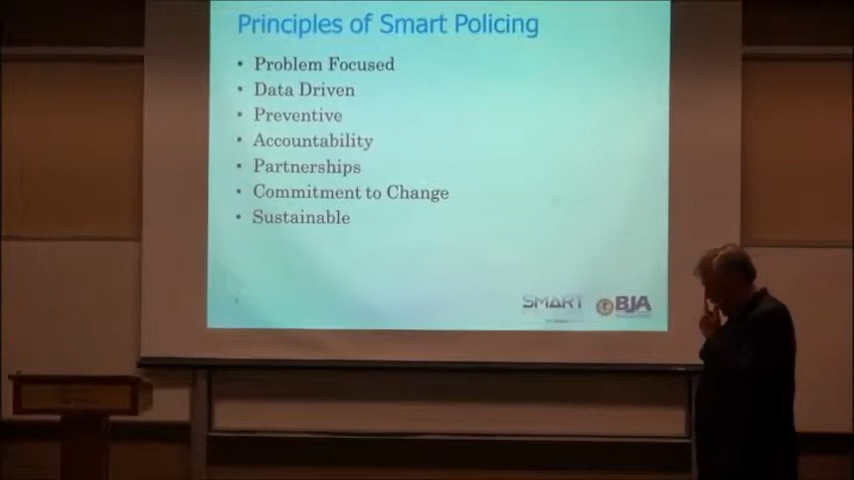 Principles of Smart Policing
• Problem Focused
• Data Driven
• Preventive
• Accountability
• Partnerships
• Commitment to Change
• Sustainable
SMART
BJA